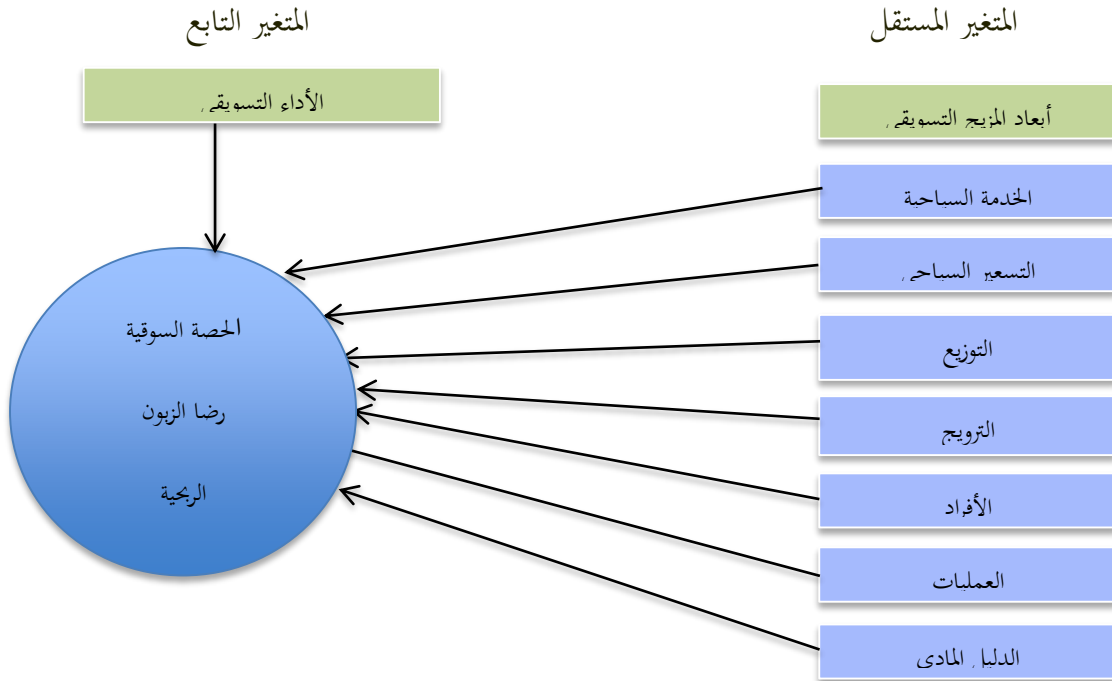 المتغير المستقل
المتغير التابع
أبعاد المزيج التسويقي
الأداء التسويقي
الخدمة السياحية
التسعير السياحي
التوزيع
الترويج
الأفراد
العمليات
الدليل المادي
الحصة السوقية
رضا الزبون
الربحية